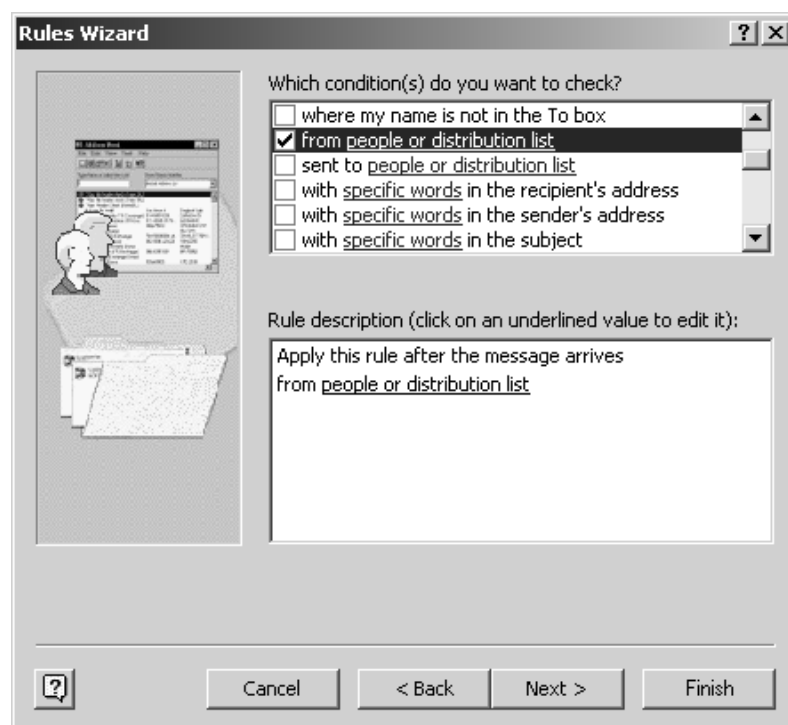 Rules Wizard
Which condition(s) do you want to check?
where my name is not in the To box
from people or distribution list
sent to people or distribution list
with specific words in the recipient's address
with specific words in the sender's address
with specific words in the subject
Rule description (click on an underlined value to edit it):
Apply this rule after the message arrives
from people or distribution list
Cancel
< Back
Next >
Finish